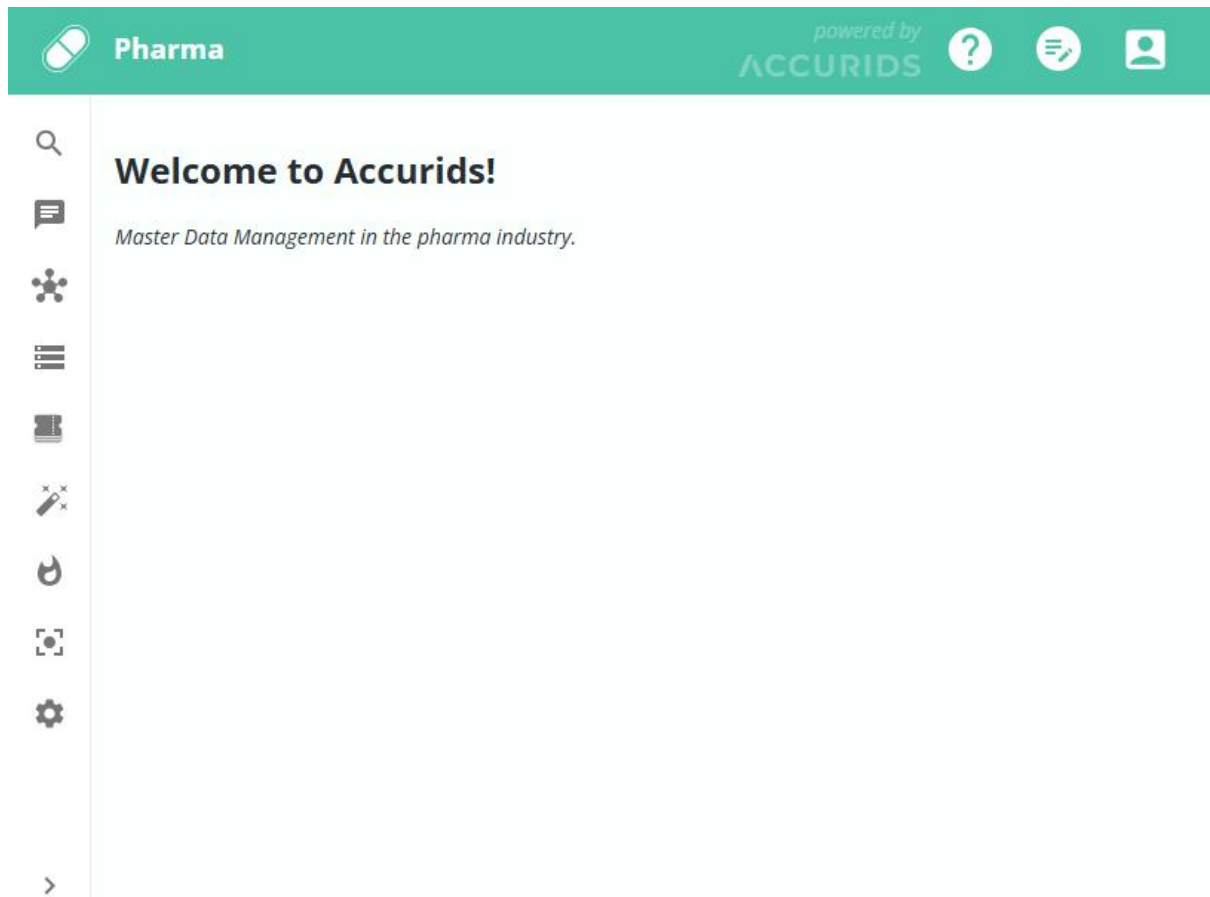 Pharma
powered by
ACCURIDS
Welcome to Accurids!
Master Data Management in the pharma industry.